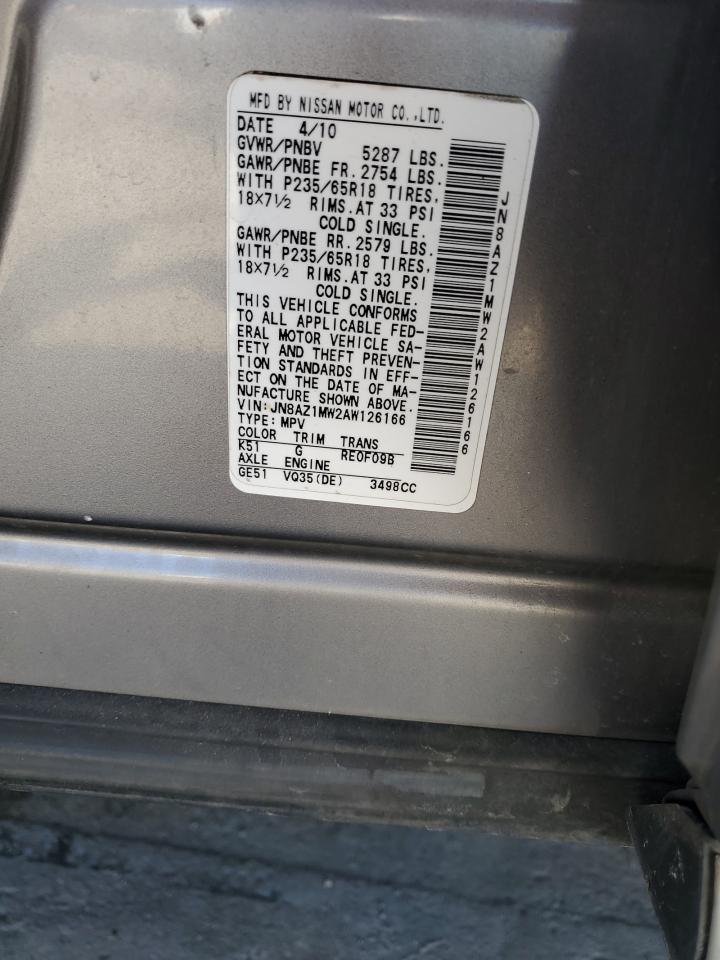 MFD BY NISSAN MOTOR CO.,LTD.
DATE 4/10
GVWR/PNBV 5287 LBS.
GAWR/PNBE FR. 2754 LBS.
WITH P235/65R18 TIRES,
18×7½ RIMS.AT 33 PSI
COLD SINGLE.
GAWR/PNBE RR. 2579 LBS.
WITH P235/65R18 TIRES,
18×7½ RIMS.AT 33 PSI
COLD SINGLE.
THIS VEHICLE CONFORMS
TO ALL APPLICABLE FED-
ERAL MOTOR VEHICLE SA-
FETY AND THEFT PREVEN-
TION STANDARDS IN EFF-
ECT ON THE DATE OF MA-
NUFACTURE SHOWN ABOVE.
VIN:JN8AZ1MW2AW126166
TYPE:MPV
COLOR TRIM TRANS
K51 G RE0F09B
AXLE ENGINE
GE51 VQ35(DE) 3498CC
JN8AZ1MW2AW126166